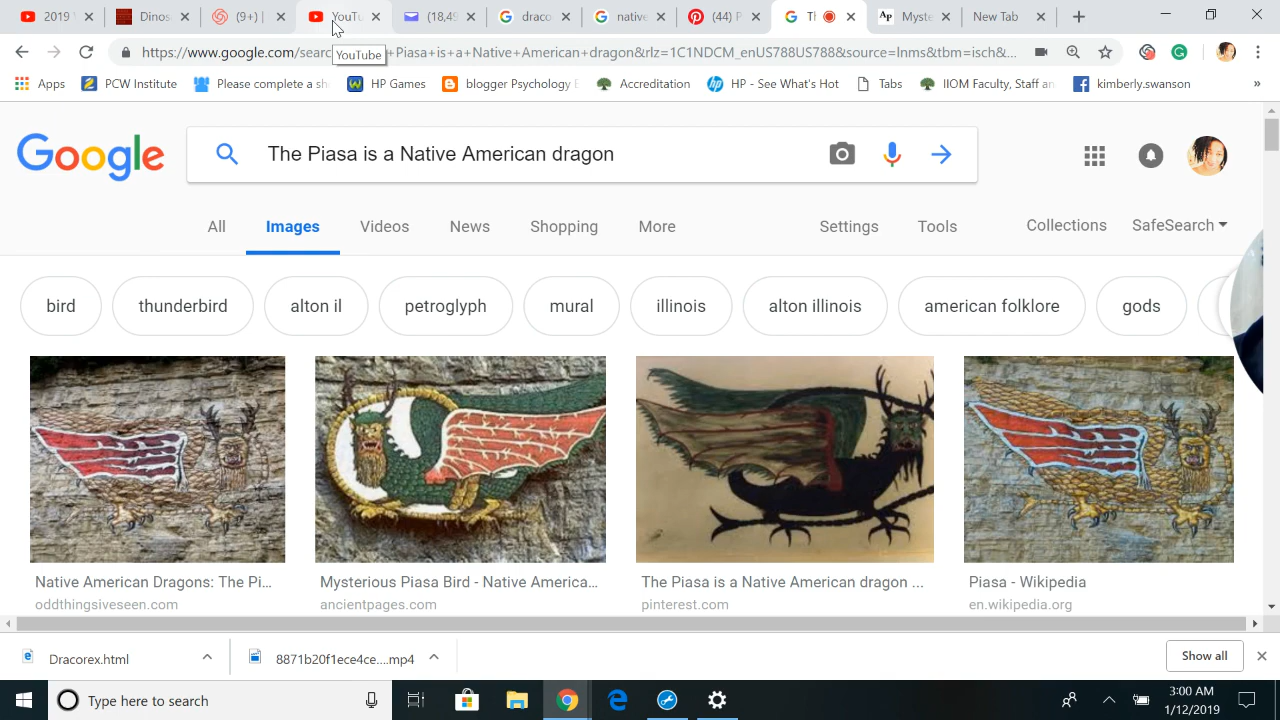 2019
Dinos
(9+)
YouTu
(18,49
draco
native
(44) P
Th
Myste
New Tab
https://www.google.com/sear
YouTube
Piasa+is+a+Native+American+dragon&rlz=1C1NDCM_enUS788US788&source=lnms&tbm=isch&...
Apps
PCW Institute
Please complete a sh
HP Games
blogger Psychology
Accreditation
HP - See What's Hot
Tabs
IIOM Faculty, Staff an
kimberly.swanson
»
Google
The Piasa is a Native American dragon
All
Images
Videos
News
Shopping
More
Settings
Tools
Collections
SafeSearch
bird
thunderbird
alton il
petroglyph
mural
illinois
alton illinois
american folklore
gods
Native American Dragons: The Pi...
oddthingsiveseen.com
Mysterious Piasa Bird - Native America...
ancientpages.com
The Piasa is a Native American dragon ...
pinterest.com
Piasa - Wikipedia
en.wikipedia.org
Dracorex.html
8871b20f1ece4ce....mp4
Show all
Type here to search
3:00 AM
1/12/2019